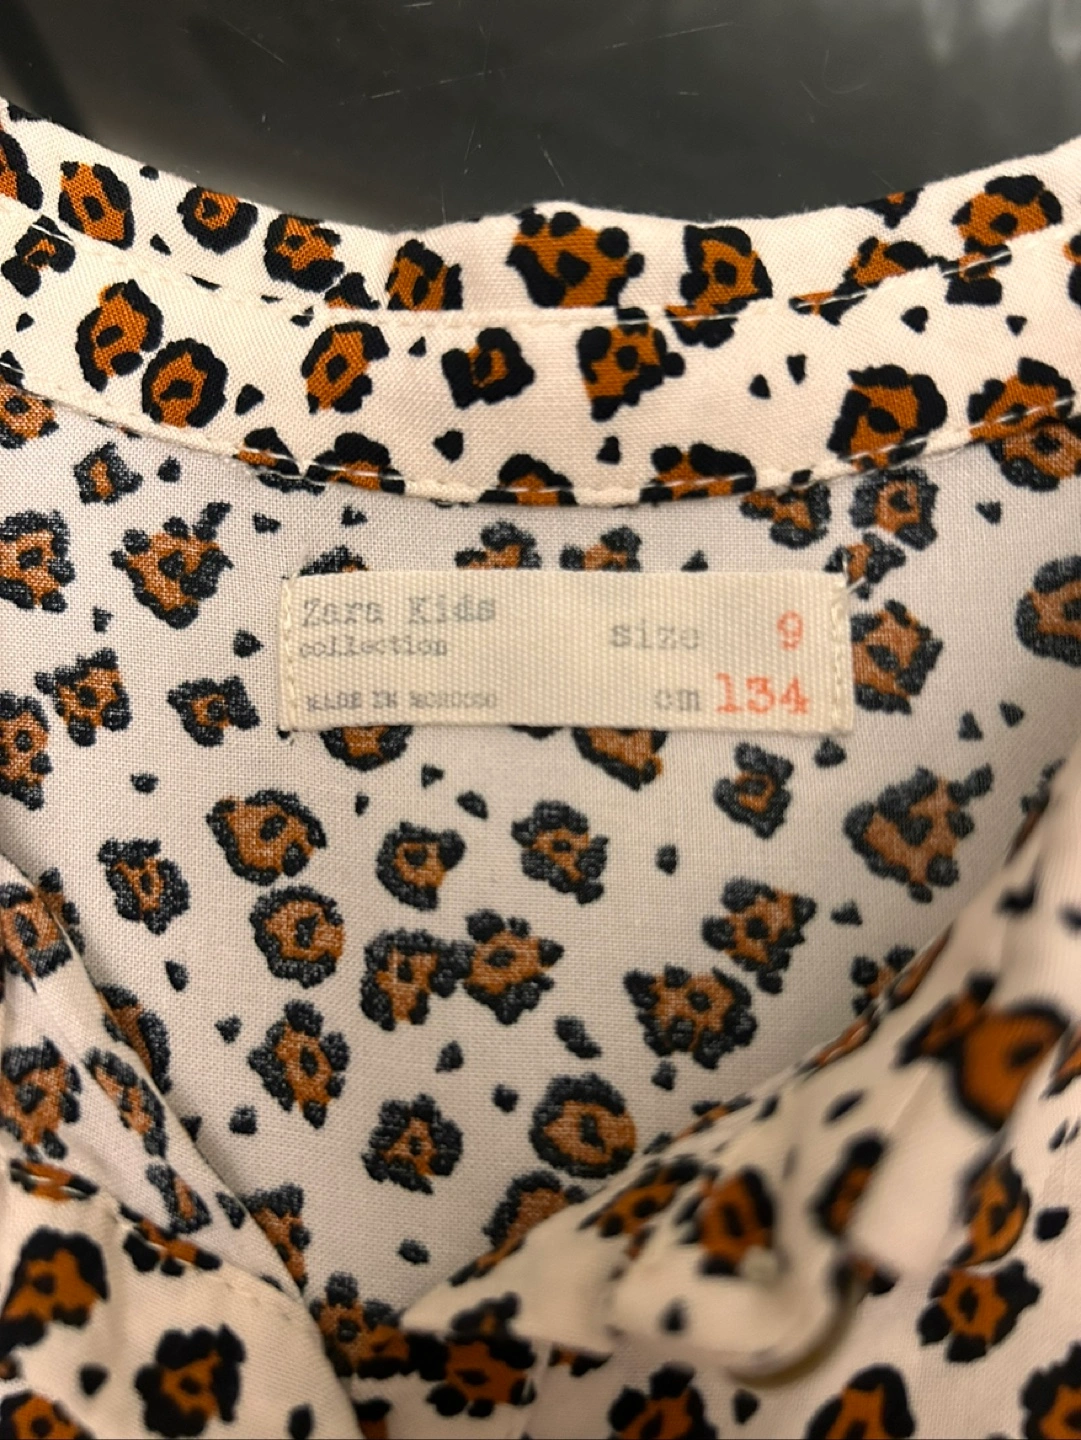 Zara Kids
collection
size 9
MADE IN MOROCCO
cm 134